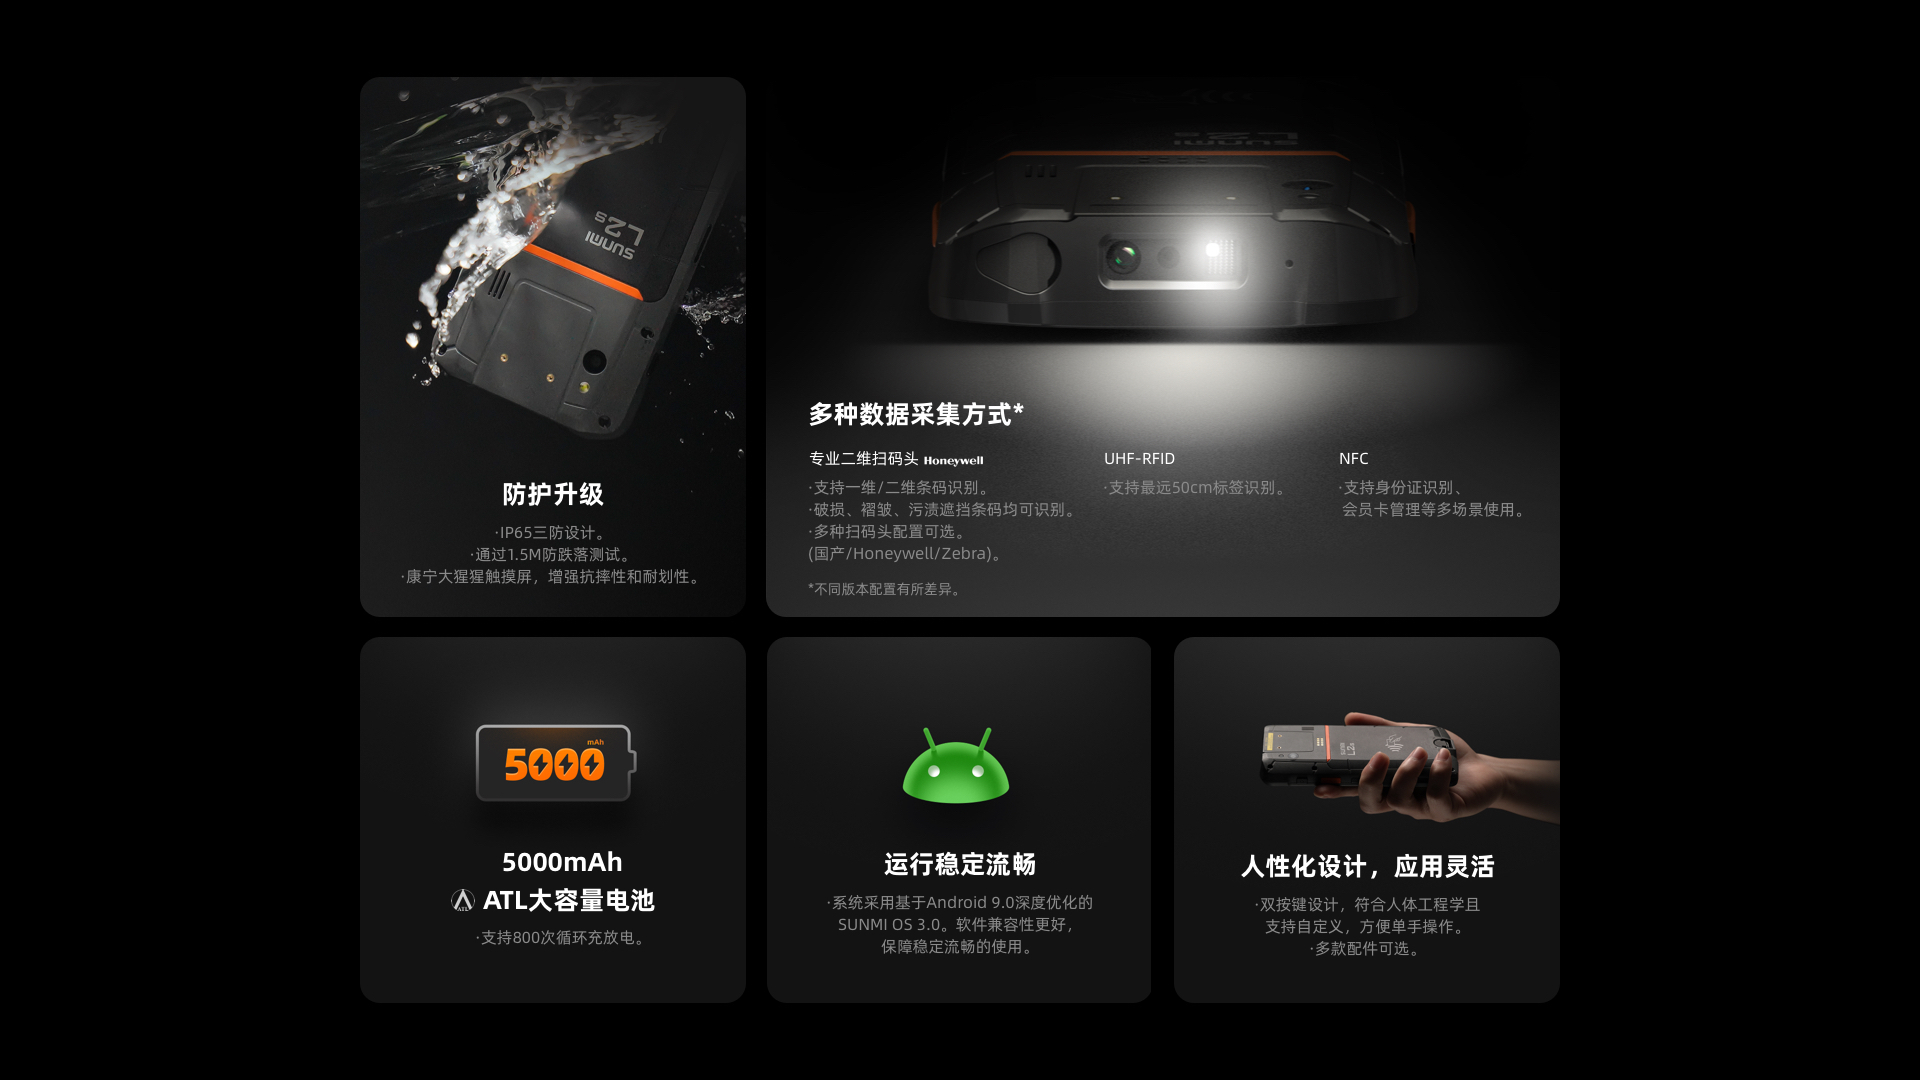 SUNMI
L2s
防护升级
·IP65三防设计。
·通过1.5M防跌落测试。
·康宁大猩猩触摸屏，增强抗摔性和耐划性。
SUNMI
L2s
多种数据采集方式*
专业二维扫码头 Honeywell
·支持一维/二维条码识别。
·破损、褶皱、污渍遮挡条码均可识别。
·多种扫码头配置可选。
(国产/Honeywell/Zebra)。
*不同版本配置有所差异。
UHF-RFID
·支持最远50cm标签识别。
NFC
·支持身份证识别、
会员卡管理等多场景使用。
mAh
5000
5000mAh
ATL大容量电池
·支持800次循环充放电。
运行稳定流畅
·系统采用基于Android 9.0深度优化的
SUNMI OS 3.0。软件兼容性更好，
保障稳定流畅的使用。
L2s
人性化设计，应用灵活
·双按键设计，符合人体工程学且
支持自定义，方便单手操作。
·多款配件可选。